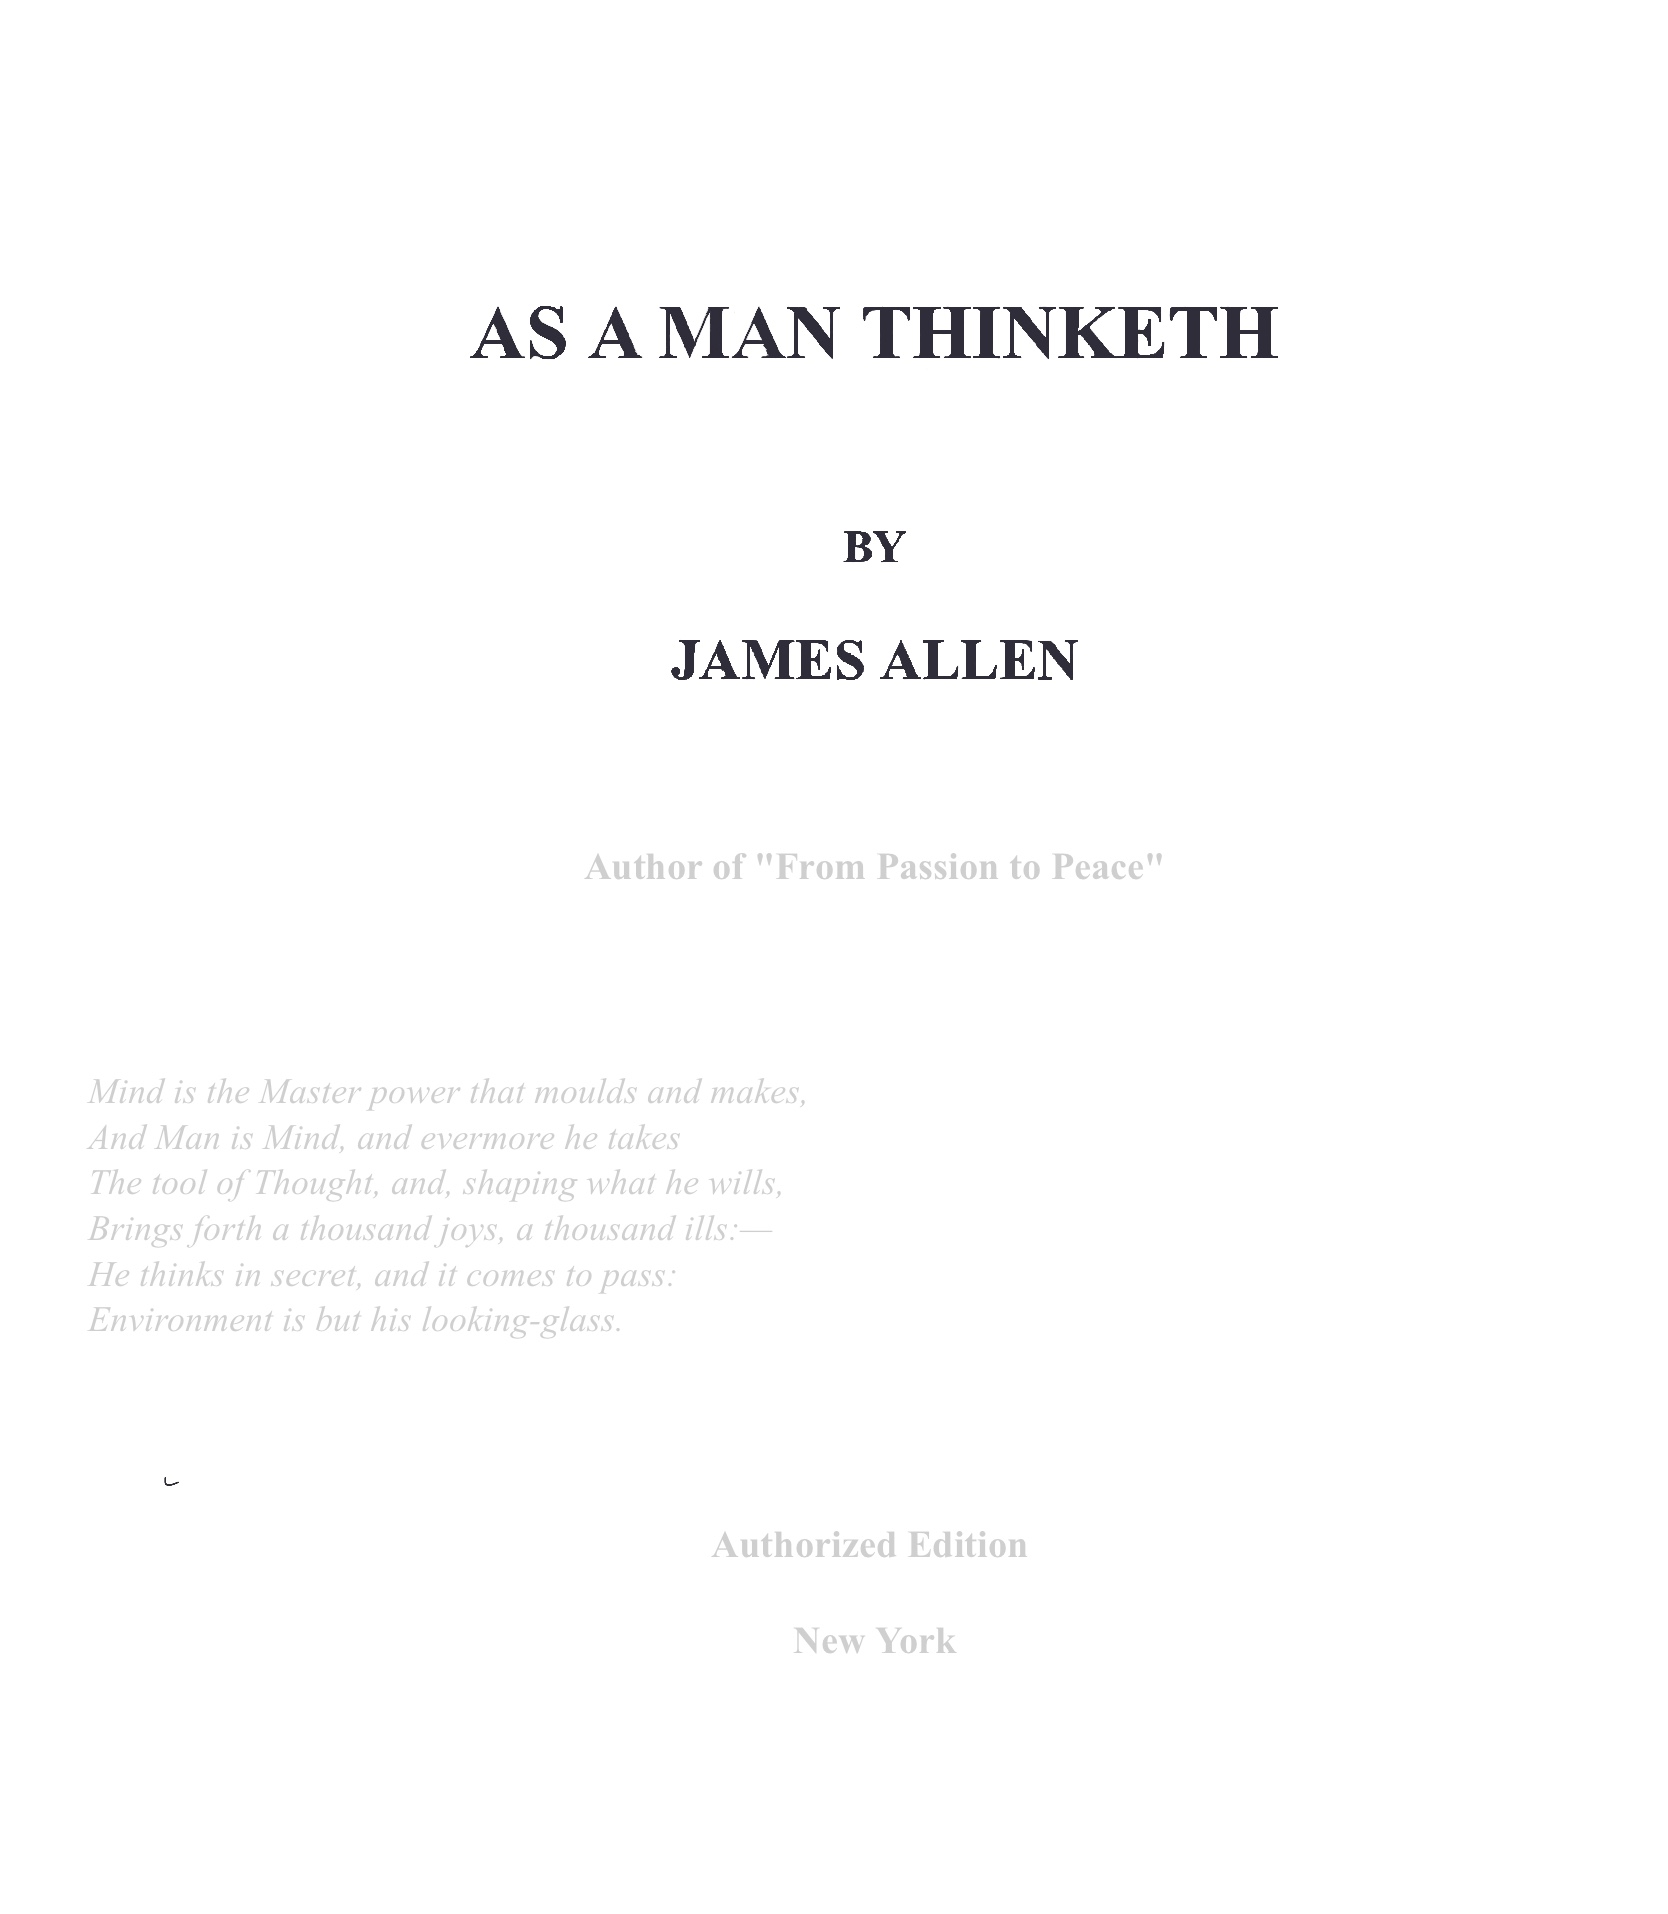 AS A MAN THINKETH
BY
JAMES ALLEN
Author of "From Passion to Peace"
Mind is the Master power that moulds and makes,
And Man is Mind, and evermore he takes
The tool of Thought, and, shaping what he wills,
Brings forth a thousand joys, a thousand ills:—
He thinks in secret, and it comes to pass:
Environment is but his looking-glass.
Authorized Edition
New York